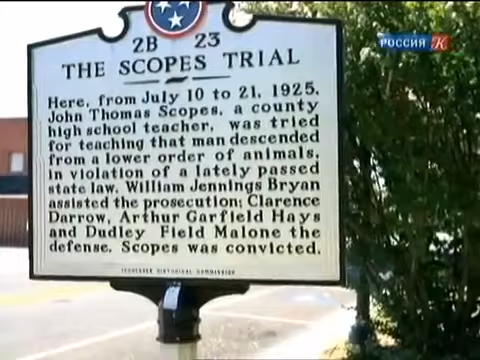 РОССИЯ К
2B 23
THE SCOPES TRIAL
Here, from July 10 to 21, 1925,
John Thomas Scopes, a county
high school teacher, was tried
for teaching that man descended
from a lower order of animals,
in violation of a lately passed
state law. William Jennings Bryan
assisted the prosecution; Clarence
Darrow, Arthur Garfield Hays
and Dudley Field Malone the
defense. Scopes was convicted.
TENNESSEE HISTORICAL COMMISSION